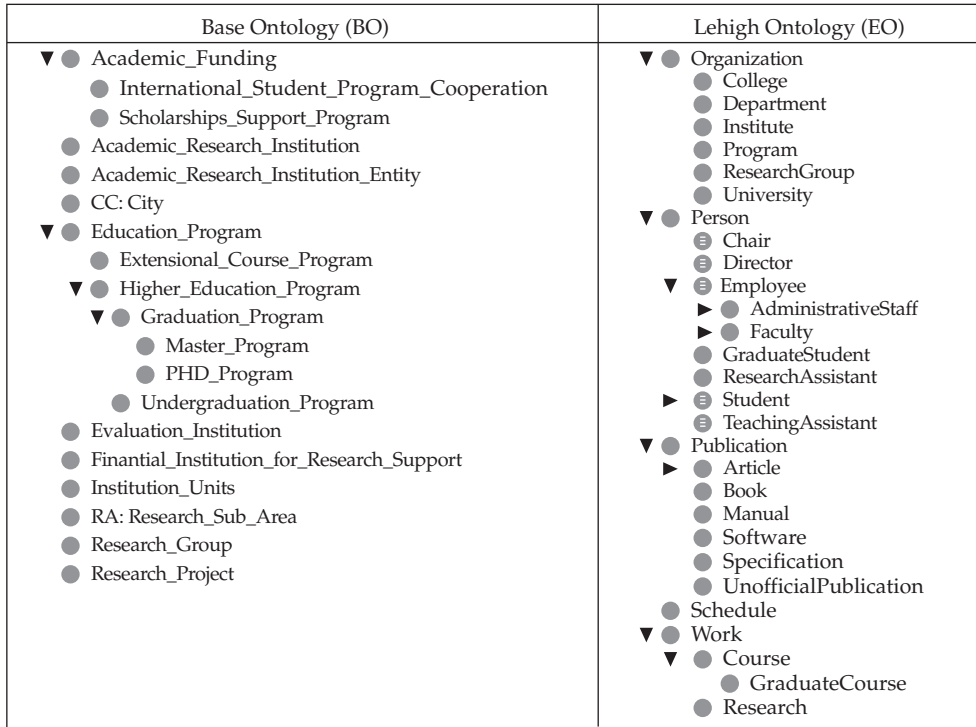 Base Ontology (BO)
Academic_Funding
International_Student_Program_Cooperation
Scholarships_Support_Program
Academic_Research_Institution
Academic_Research_Institution_Entity
CC: City
Education_Program
Extensional_Course_Program
Higher_Education_Program
Graduation_Program
Master_Program
PHD_Program
Undergraduation_Program
Evaluation_Institution
Finantial_Institution_for_Research_Support
Institution_Units
RA: Research_Sub_Area
Research_Group
Research_Project
Lehigh Ontology (EO)
Organization
College
Department
Institute
Program
ResearchGroup
University
Person
Chair
Director
Employee
AdministrativeStaff
Faculty
GraduateStudent
ResearchAssistant
Student
TeachingAssistant
Publication
Article
Book
Manual
Software
Specification
UnofficialPublication
Schedule
Work
Course
GraduateCourse
Research